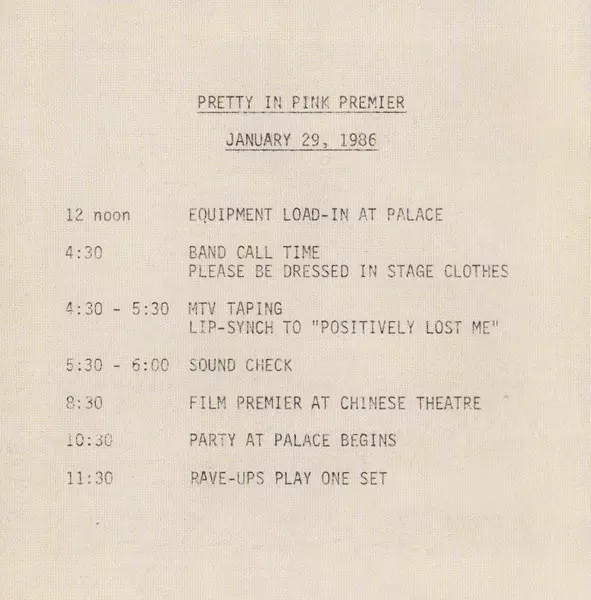 PRETTY IN PINK PREMIER
JANUARY 29, 1986
12 noon EQUIPMENT LOAD-IN AT PALACE
4:30 BAND CALL TIME
PLEASE BE DRESSED IN STAGE CLOTHES
4:30 - 5:30 MTV TAPING
LIP-SYNCH TO "POSITIVELY LOST ME"
5:30 - 6:00 SOUND CHECK
8:30 FILM PREMIER AT CHINESE THEATRE
10:30 PARTY AT PALACE BEGINS
11:30 RAVE-UPS PLAY ONE SET